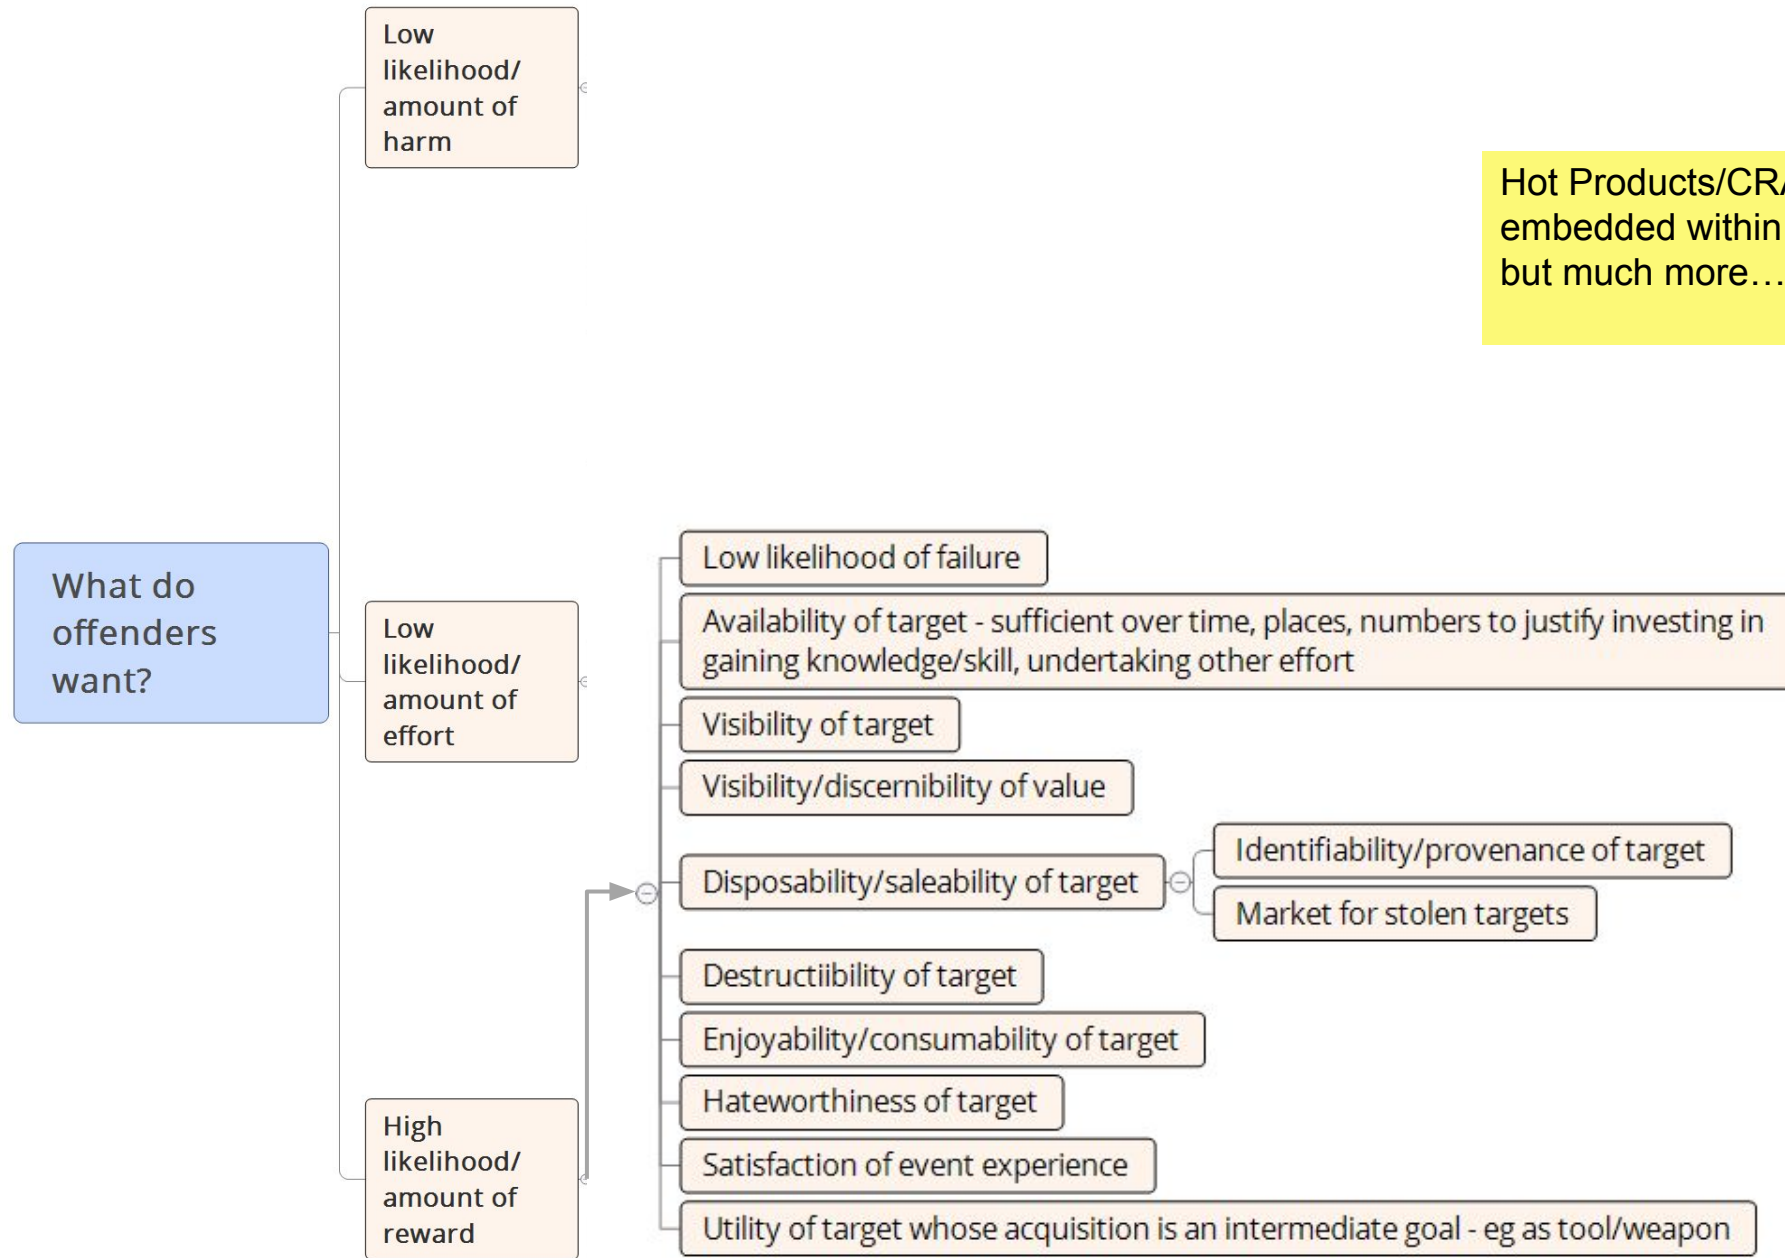 What do
offenders
want?
Low
likelihood/
amount of
harm
Low
likelihood/
amount of
effort
High
likelihood/
amount of
reward
Hot Products/CRA
embedded within
but much more…
Low likelihood of failure
Availability of target - sufficient over time, places, numbers to justify investing in
gaining knowledge/skill, undertaking other effort
Visibility of target
Visibility/discernibility of value
Disposability/saleability of target
Identifiability/provenance of target
Market for stolen targets
Destructiibility of target
Enjoyability/consumability of target
Hateworthiness of target
Satisfaction of event experience
Utility of target whose acquisition is an intermediate goal - eg as tool/weapon